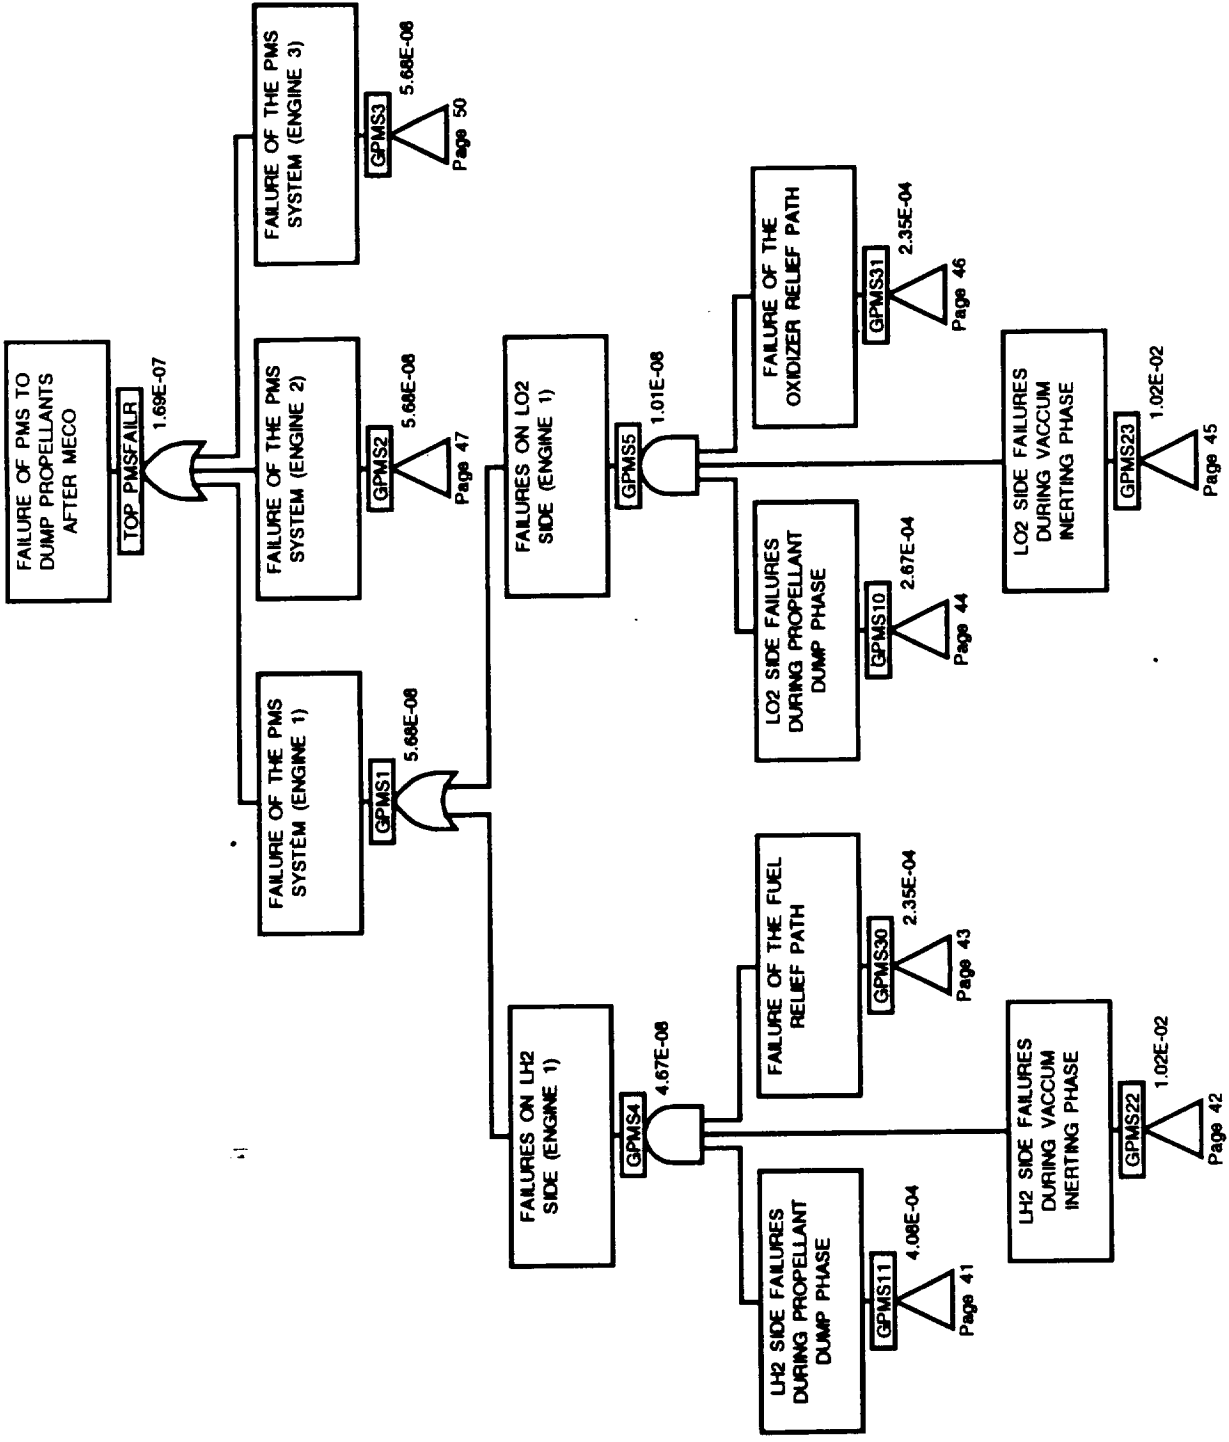 FAILURE OF PMS TO
DUMP PROPELLANTS
AFTER MECO
TOP_PMSFAILR
1.69E-07
FAILURE OF THE PMS
SYSTEM (ENGINE 1)
GPMS1
5.68E-08
FAILURE OF THE PMS
SYSTEM (ENGINE 2)
GPMS2
5.68E-08
Page 47
FAILURE OF THE PMS
SYSTEM (ENGINE 3)
GPMS3
5.68E-08
Page 50
FAILURES ON LH2
SIDE (ENGINE 1)
GPMS4
4.67E-08
FAILURES ON LO2
SIDE (ENGINE 1)
GPMS5
1.01E-08
LH2 SIDE FAILURES
DURING PROPELLANT
DUMP PHASE
GPMS11
4.08E-04
Page 41
FAILURE OF THE FUEL
RELIEF PATH
GPMS30
2.35E-04
Page 43
LO2 SIDE FAILURES
DURING PROPELLANT
DUMP PHASE
GPMS10
2.67E-04
Page 44
FAILURE OF THE
OXIDIZER RELIEF PATH
GPMS31
2.35E-04
Page 46
LH2 SIDE FAILURES
DURING VACCUM
INERTING PHASE
GPMS22
1.02E-02
Page 42
LO2 SIDE FAILURES
DURING VACCUM
INERTING PHASE
GPMS23
1.02E-02
Page 45